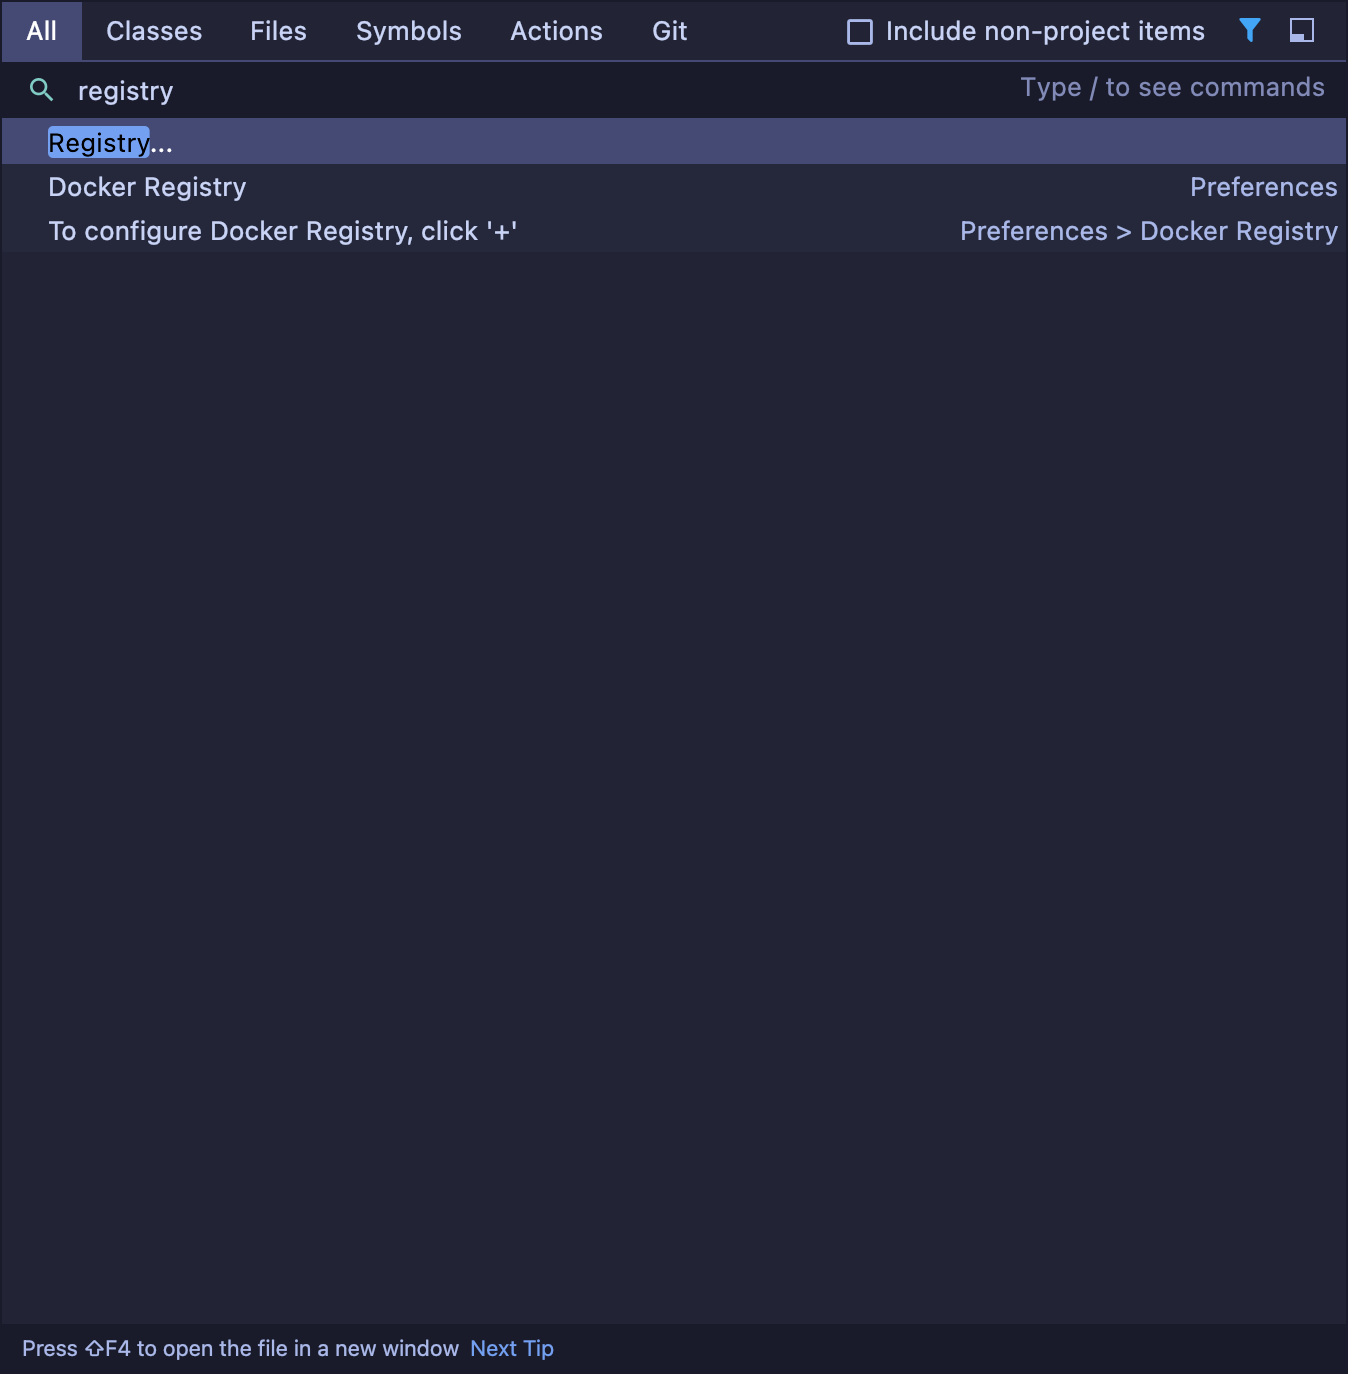 All Classes Files Symbols Actions Git Include non-project items
registry Type / to see commands
Registry...
Docker Registry Preferences
To configure Docker Registry, click '+' Preferences > Docker Registry
Press ⇧F4 to open the file in a new window Next Tip